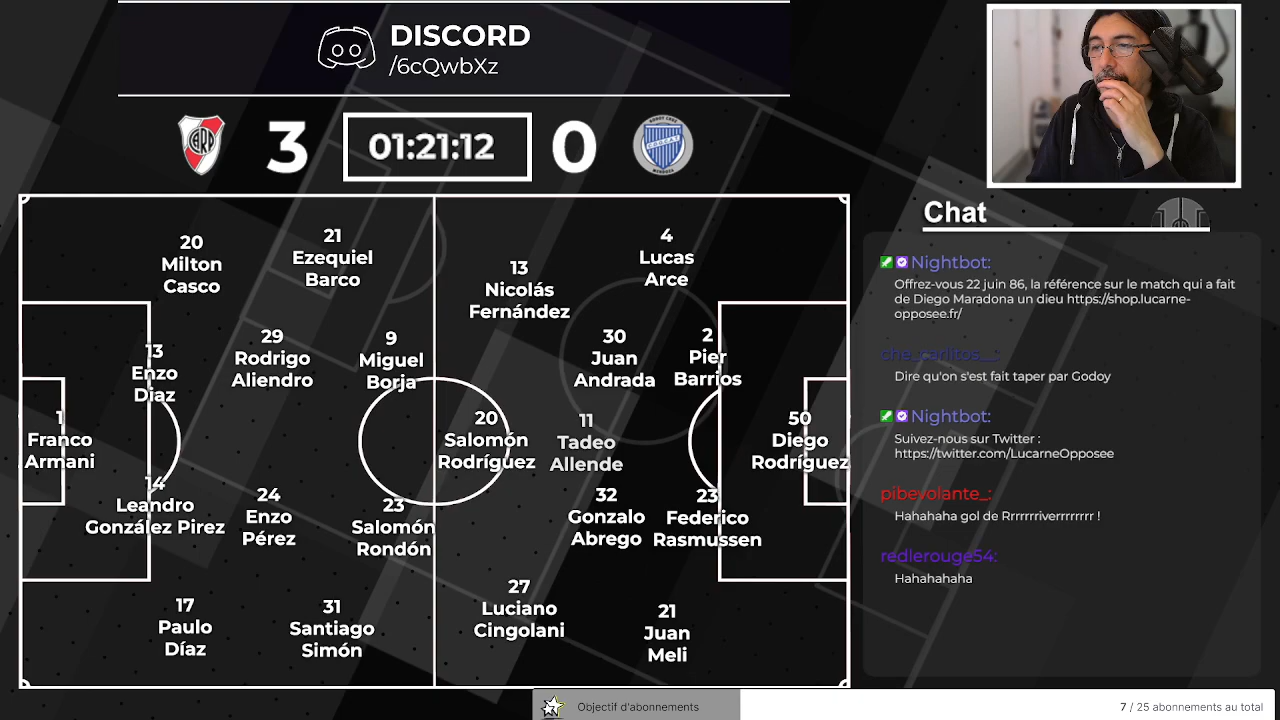 DISCORD
/6cQwbXz
3
01:21:12
0
20
Milton
Casco
21
Ezequiel
Barco
13
Enzo
Diaz
29
Rodrigo
Aliendro
9
Miguel
Borja
1
Franco
Armani
14
Leandro
González Pirez
24
Enzo
Pérez
23
Salomón
Rondón
17
Paulo
Díaz
31
Santiago
Simón
13
Nicolás
Fernández
4
Lucas
Arce
30
Juan
Andrada
2
Pier
Barrios
20
Salomón
Rodríguez
11
Tadeo
Allende
50
Diego
Rodríguez
32
Gonzalo
Abrego
23
Federico
Rasmussen
27
Luciano
Cingolani
21
Juan
Meli
Chat
Nightbot:
Offrez-vous 22 juin 86, la référence sur le match qui a fait
de Diego Maradona un dieu https://shop.lucarne-
opposee.fr/
che_carlitos__:
Dire qu'on s'est fait taper par Godoy
Nightbot:
Suivez-nous sur Twitter :
https://twitter.com/LucarneOpposee
pibevolante_:
Hahahaha gol de Rrrrrrriverrrrrrr !
redlerouge54:
Hahahahaha
Objectif d'abonnements
7 / 25 abonnements au total